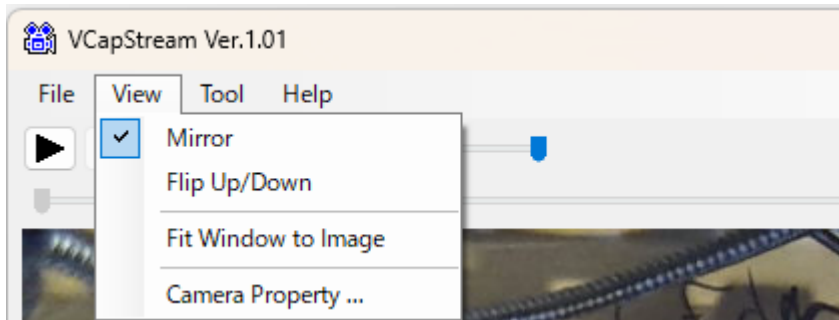 VCapStream Ver.1.01
File View Tool Help
Mirror
Flip Up/Down
Fit Window to Image
Camera Property ...